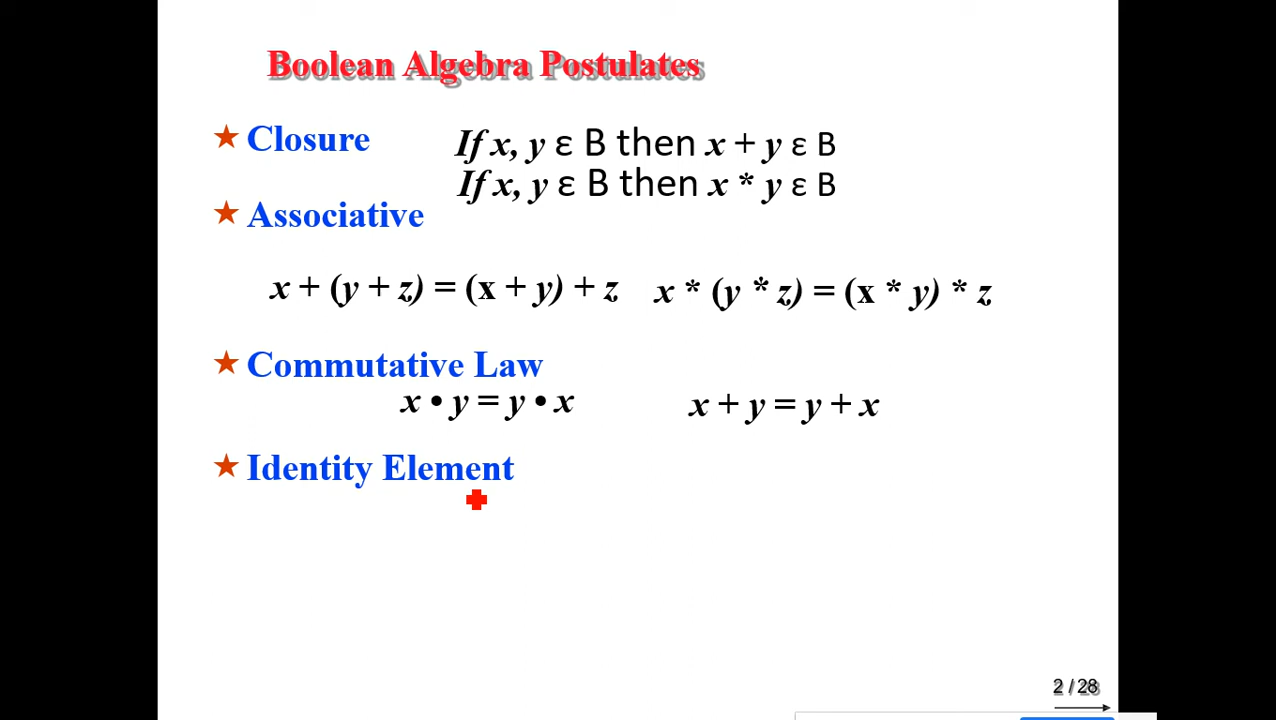 Boolean Algebra Postulates
★ Closure
If x, y ε B then x + y ε B
If x, y ε B then x * y ε B
★ Associative
x + (y + z) = (x + y) + z x * (y * z) = (x * y) * z
★ Commutative Law
x • y = y • x x + y = y + x
★ Identity Element
2 / 28